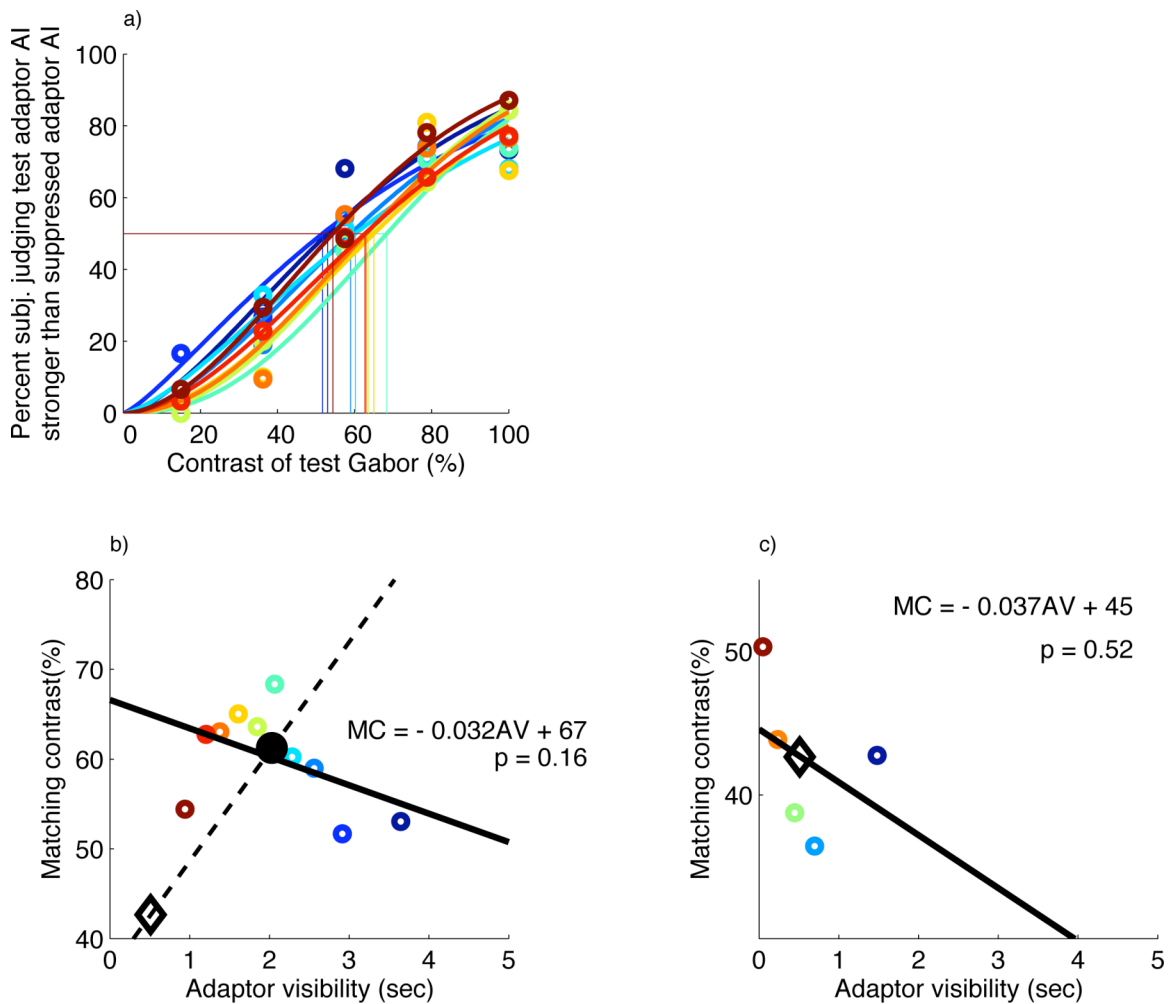 a)
Percent subj. judging test adaptor AI
stronger than suppressed adaptor AI
100
80
60
40
20
0
0 20 40 60 80 100
Contrast of test Gabor (%)
b)
Matching contrast(%)
80
70
60
50
40
MC = - 0.032AV + 67
p = 0.16
0 1 2 3 4 5
Adaptor visibility (sec)
c)
Matching contrast(%)
50
40
MC = - 0.037AV + 45
p = 0.52
0 1 2 3 4 5
Adaptor visibility (sec)